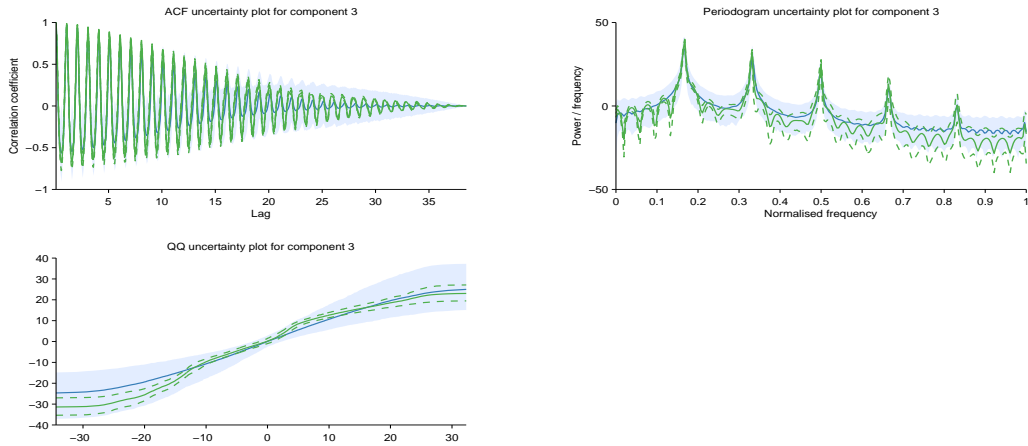 ACF uncertainty plot for component 3
1
0.5
0
−0.5
−1
Correlation coefficient
5 10 15 20 25 30 35
Lag
Periodogram uncertainty plot for component 3
50
0
−50
Power / frequency
0 0.1 0.2 0.3 0.4 0.5 0.6 0.7 0.8 0.9 1
Normalised frequency
QQ uncertainty plot for component 3
40
30
20
10
0
−10
−20
−30
−40
−30 −20 −10 0 10 20 30